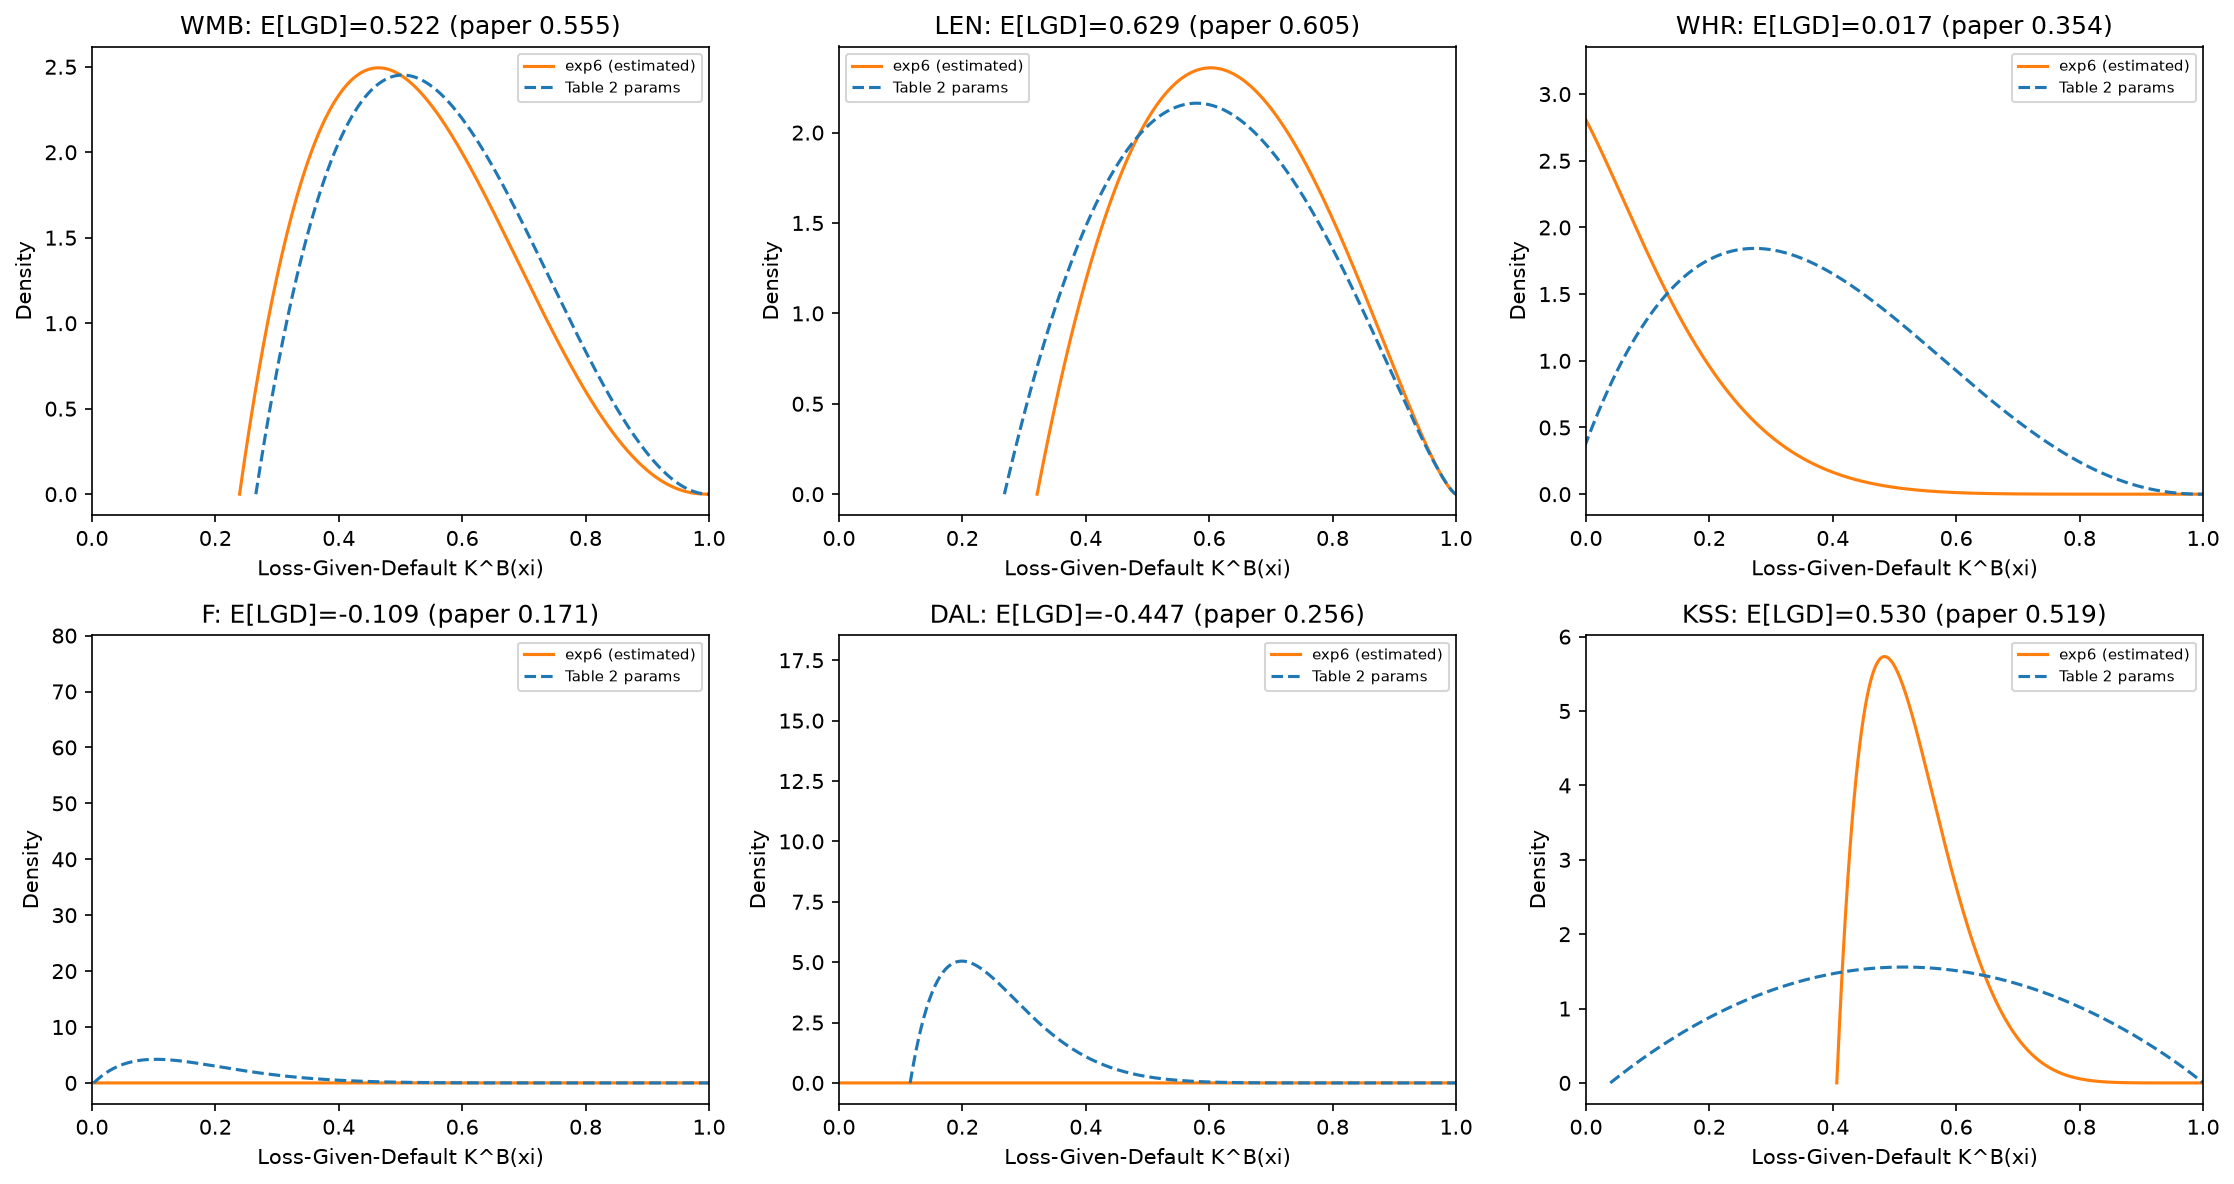 WMB: E[LGD]=0.522 (paper 0.555)
2.5
2.0
1.5
1.0
0.5
0.0
Density
exp6 (estimated)
Table 2 params
0.0 0.2 0.4 0.6 0.8 1.0
Loss-Given-Default K^B(xi)
LEN: E[LGD]=0.629 (paper 0.605)
2.0
1.5
1.0
0.5
0.0
Density
exp6 (estimated)
Table 2 params
0.0 0.2 0.4 0.6 0.8 1.0
Loss-Given-Default K^B(xi)
WHR: E[LGD]=0.017 (paper 0.354)
3.0
2.5
2.0
1.5
1.0
0.5
0.0
Density
exp6 (estimated)
Table 2 params
0.0 0.2 0.4 0.6 0.8 1.0
Loss-Given-Default K^B(xi)
F: E[LGD]=-0.109 (paper 0.171)
80
70
60
50
40
30
20
10
0
Density
exp6 (estimated)
Table 2 params
0.0 0.2 0.4 0.6 0.8 1.0
Loss-Given-Default K^B(xi)
DAL: E[LGD]=-0.447 (paper 0.256)
17.5
15.0
12.5
10.0
7.5
5.0
2.5
0.0
Density
exp6 (estimated)
Table 2 params
0.0 0.2 0.4 0.6 0.8 1.0
Loss-Given-Default K^B(xi)
KSS: E[LGD]=0.530 (paper 0.519)
6
5
4
3
2
1
0
Density
exp6 (estimated)
Table 2 params
0.0 0.2 0.4 0.6 0.8 1.0
Loss-Given-Default K^B(xi)